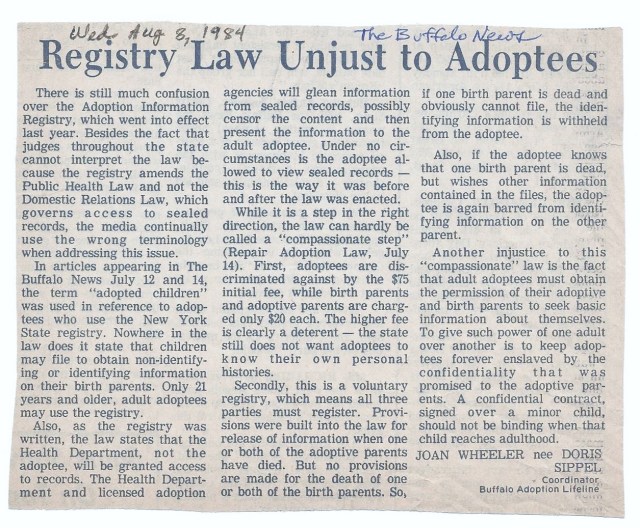 Wed. Aug 8, 1984
The Buffalo News
Registry Law Unjust to Adoptees
There is still much confusion
over the Adoption Information
Registry, which went into effect
last year. Besides the fact that
judges throughout the state
cannot interpret the law be-
cause the registry amends the
Public Health Law and not the
Domestic Relations Law, which
governs access to sealed
records, the media continually
use the wrong terminology
when addressing this issue.
In articles appearing in The
Buffalo News July 12 and 14,
the term "adopted children"
was used in reference to adop-
tees who use the New York
State registry. Nowhere in the
law does it state that children
may file to obtain non-identify-
ing or identifying information
on their birth parents. Only 21
years and older, adult adoptees
may use the registry.
Also, as the registry was
written, the law states that the
Health Department, not the
adoptee, will be granted access
to records. The Health Depart-
ment and licensed adoption
agencies will glean information
from sealed records, possibly
censor the content and then
present the information to the
adult adoptee. Under no cir-
cumstances is the adoptee al-
lowed to view sealed records —
this is the way it was before
and after the law was enacted.
While it is a step in the right
direction, the law can hardly be
called a "compassionate step"
(Repair Adoption Law, July
14). First, adoptees are dis-
criminated against by the $75
initial fee, while birth parents
and adoptive parents are charg-
ed only $20 each. The higher fee
is clearly a deterent — the state
still does not want adoptees to
know their own personal
histories.
Secondly, this is a voluntary
registry, which means all three
parties must register. Provi-
sions were built into the law for
release of information when one
or both of the adoptive parents
have died. But no provisions
are made for the death of one
or both of the birth parents. So,
if one birth parent is dead and
obviously cannot file, the iden-
tifying information is withheld
from the adoptee.
Also, if the adoptee knows
that one birth parent is dead,
but wishes other information
contained in the files, the adop-
tee is again barred from identi-
fying information on the other
parent.
Another injustice to this
"compassionate" law is the fact
that adult adoptees must obtain
the permission of their adoptive
and birth parents to seek basic
information about themselves.
To give such power of one adult
over another is to keep adop-
tees forever enslaved by the
confidentiality that was
promised to the adoptive par-
ents. A confidential contract,
signed over a minor child,
should not be binding when that
child reaches adulthood.
JOAN WHEELER nee DORIS
SIPPEL
Coordinator
Buffalo Adoption Lifeline